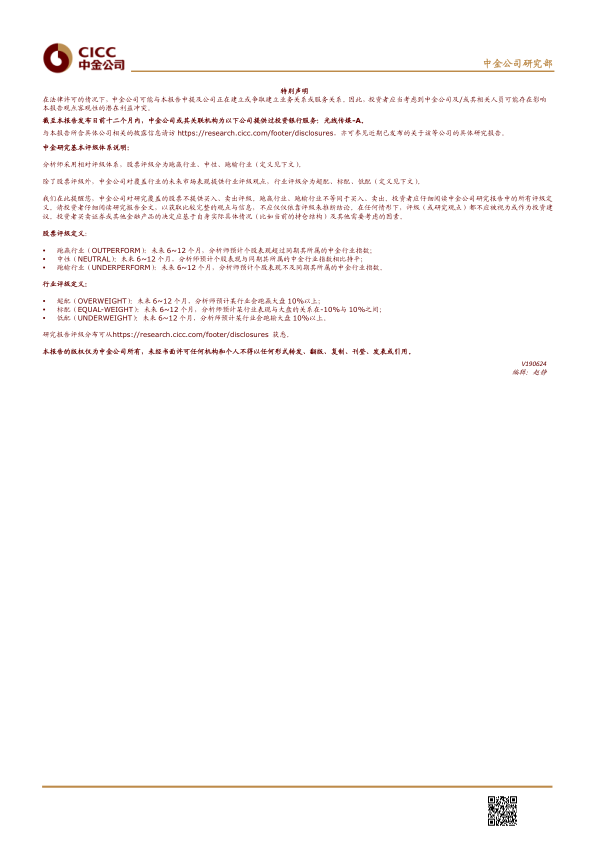 CICC
中金公司
中金公司研究部
特别声明
在法律许可的情况下，中金公司可能与本报告中提及公司正在建立或争取建立业务关系或服务关系。因此，投资者应当考虑到中金公司及/或其相关人员可能存在影响
本报告观点客观性的潜在利益冲突。
截至本报告发布日前十二个月内，中金公司或其关联机构为以下公司提供过投资银行服务：光线传媒-A。
与本报告所含具体公司相关的披露信息请访 https://research.cicc.com/footer/disclosures，亦可参见近期已发布的关于该等公司的具体研究报告。
中金研究基本评级体系说明：
分析师采用相对评级体系，股票评级分为跑赢行业、中性、跑输行业（定义见下文）。
除了股票评级外，中金公司对覆盖行业的未来市场表现提供行业评级观点，行业评级分为超配、标配、低配（定义见下文）。
我们在此提醒您，中金公司对研究覆盖的股票不提供买入、卖出评级。跑赢行业、跑输行业不等同于买入、卖出。投资者应仔细阅读中金公司研究报告中的所有评级定
义。请投资者仔细阅读研究报告全文，以获取比较完整的观点与信息，不应仅仅依靠评级来推断结论。在任何情形下，评级（或研究观点）都不应被视为或作为投资建
议。投资者买卖证券或其他金融产品的决定应基于自身实际具体情况（比如当前的持仓结构）及其他需要考虑的因素。
股票评级定义：
• 跑赢行业（OUTPERFORM）：未来 6~12 个月，分析师预计个股表现超过同期其所属的中金行业指数；
• 中性（NEUTRAL）：未来 6~12 个月，分析师预计个股表现与同期其所属的中金行业指数相比持平；
• 跑输行业（UNDERPERFORM）：未来 6~12 个月，分析师预计个股表现不及同期其所属的中金行业指数。
行业评级定义：
• 超配（OVERWEIGHT）：未来 6~12 个月，分析师预计某行业会跑赢大盘 10%以上；
• 标配（EQUAL-WEIGHT）：未来 6~12 个月，分析师预计某行业表现与大盘的关系在-10%与 10%之间；
• 低配（UNDERWEIGHT）：未来 6~12 个月，分析师预计某行业会跑输大盘 10%以上。
研究报告评级分布可从https://research.cicc.com/footer/disclosures 获悉。
本报告的版权仅为中金公司所有，未经书面许可任何机构和个人不得以任何形式转发、翻版、复制、刊登、发表或引用。
V190624
编辑：赵静